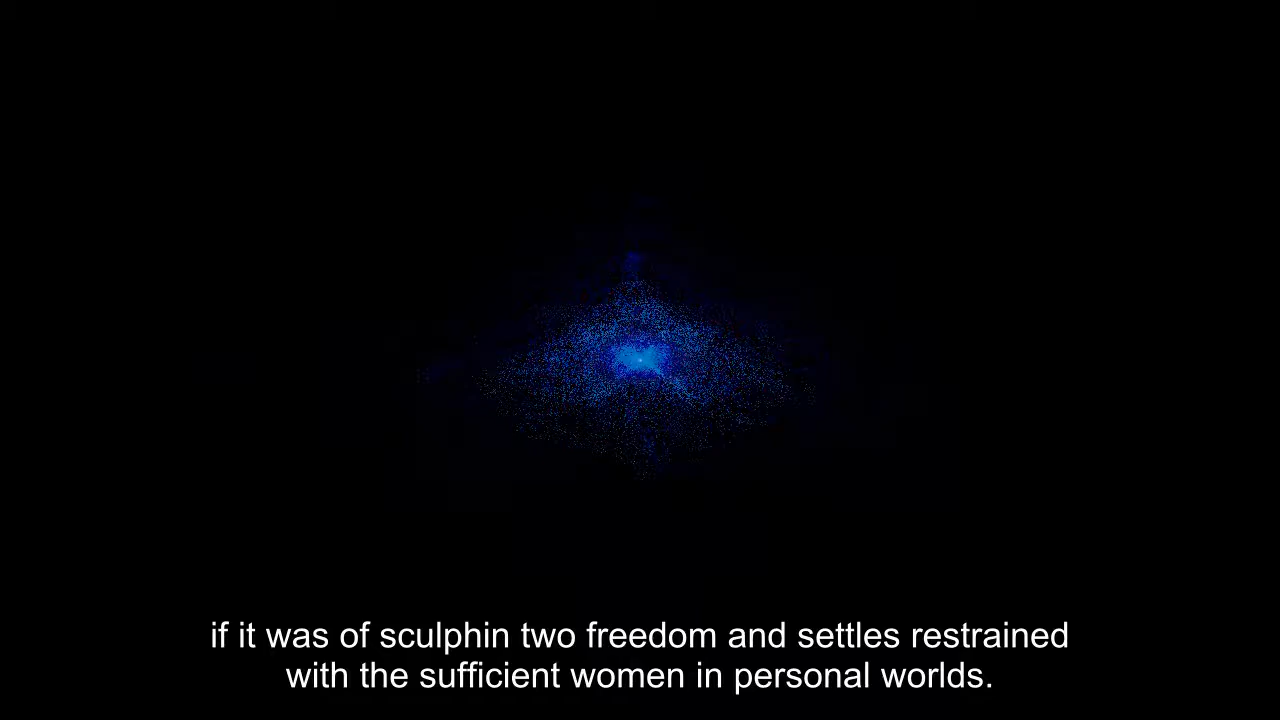 if it was of sculphin two freedom and settles restrained
with the sufficient women in personal worlds.